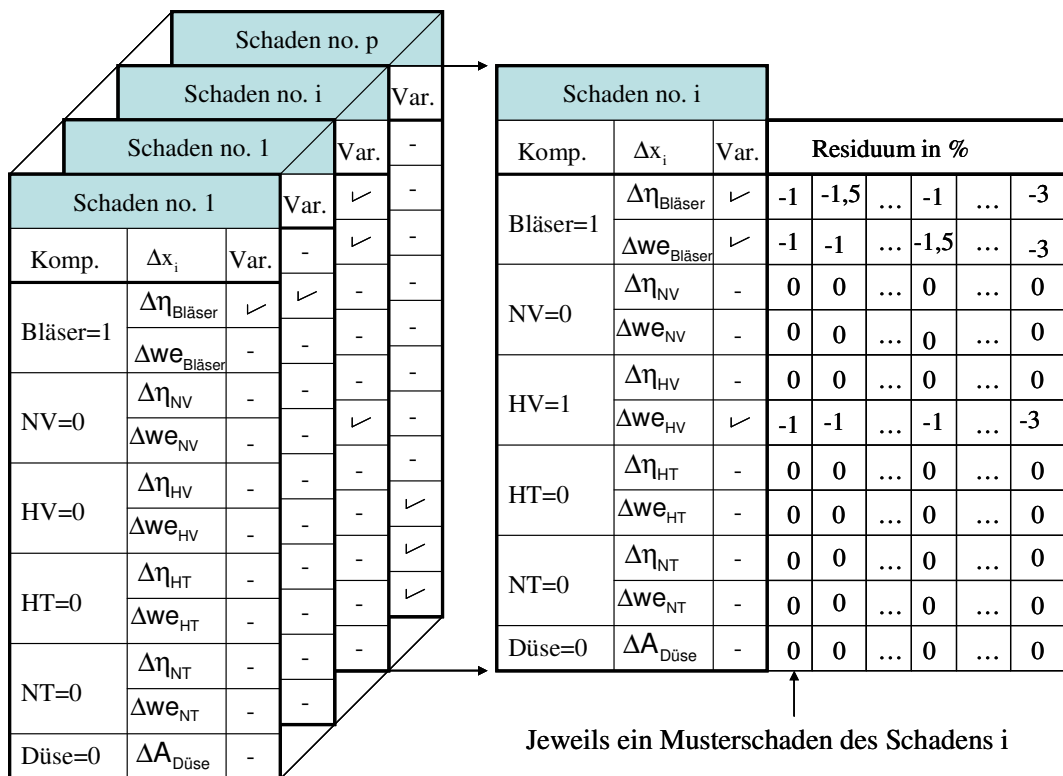 Schaden no. p
Var.
-
-
-
-
-
-
-
-
✓
✓
✓
Schaden no. i
Var.
✓
✓
-
-
-
✓
-
-
-
-
-
Schaden no. 1
Var.
-
✓
-
-
-
-
-
-
-
-
-
Schaden no. 1
Komp. Δx_i Var.
Bläser=1 Δη_Bläser ✓
Δwe_Bläser -
NV=0 Δη_NV -
Δwe_NV -
HV=0 Δη_HV -
Δwe_HV -
HT=0 Δη_HT -
Δwe_HT -
NT=0 Δη_NT -
Δwe_NT -
Düse=0 ΔA_Düse -
Schaden no. i
Komp. Δx_i Var. Residuum in %
Bläser=1 Δη_Bläser ✓ -1 -1,5 … -1 … -3
Δwe_Bläser ✓ -1 -1 … -1,5 … -3
NV=0 Δη_NV - 0 0 … 0 … 0
Δwe_NV - 0 0 … 0 … 0
HV=1 Δη_HV - 0 0 … 0 … 0
Δwe_HV ✓ -1 -1 … -1 … -3
HT=0 Δη_HT - 0 0 … 0 … 0
Δwe_HT - 0 0 … 0 … 0
NT=0 Δη_NT - 0 0 … 0 … 0
Δwe_NT - 0 0 … 0 … 0
Düse=0 ΔA_Düse - 0 0 … 0 … 0
Jeweils ein Musterschaden des Schadens i